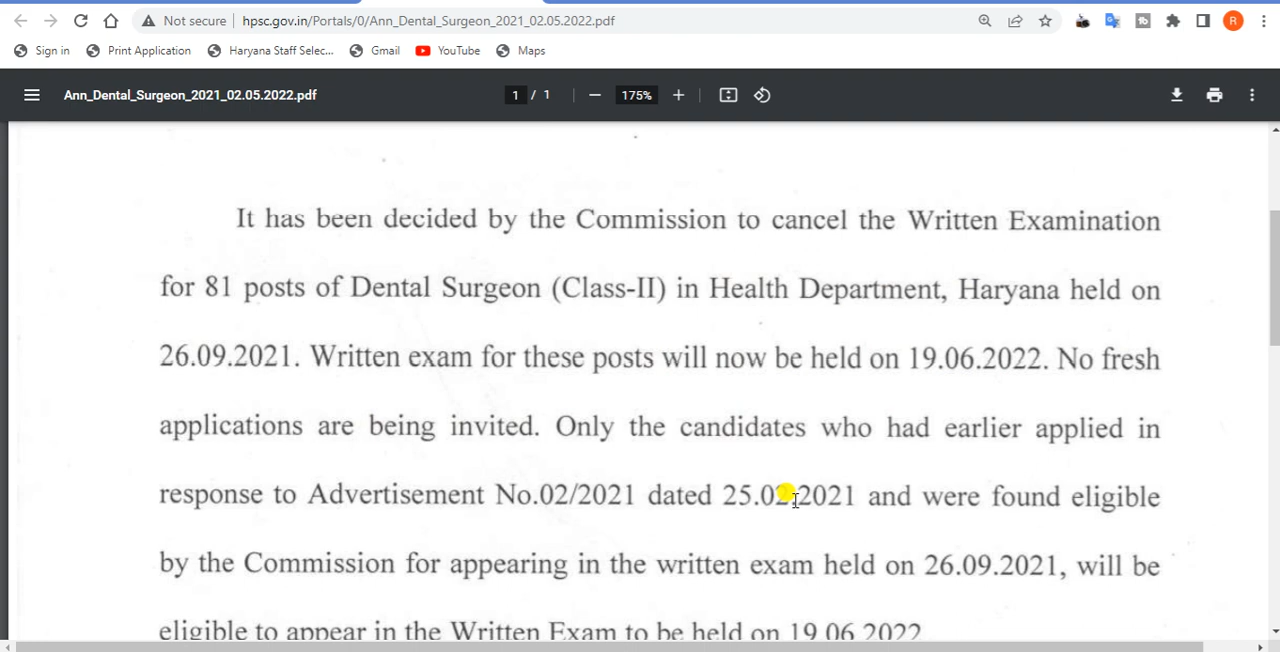 Not secure | hpsc.gov.in/Portals/0/Ann_Dental_Surgeon_2021_02.05.2022.pdf
R
Sign in Print Application Haryana Staff Selec... Gmail YouTube Maps
Ann_Dental_Surgeon_2021_02.05.2022.pdf 1 / 1 175%
It has been decided by the Commission to cancel the Written Examination
for 81 posts of Dental Surgeon (Class-II) in Health Department, Haryana held on
26.09.2021. Written exam for these posts will now be held on 19.06.2022. No fresh
applications are being invited. Only the candidates who had earlier applied in
response to Advertisement No.02/2021 dated 25.02.2021 and were found eligible
by the Commission for appearing in the written exam held on 26.09.2021, will be
eligible to appear in the Written Exam to be held on 19.06.2022